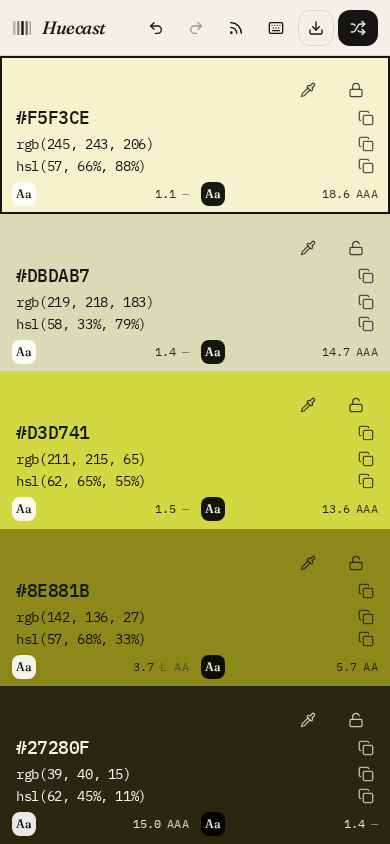 Huecast
#F5F3CE
rgb(245, 243, 206)
hsl(57, 66%, 88%)
Aa 1.1 — Aa 18.6 AAA
#DBDAB7
rgb(219, 218, 183)
hsl(58, 33%, 79%)
Aa 1.4 — Aa 14.7 AAA
#D3D741
rgb(211, 215, 65)
hsl(62, 65%, 55%)
Aa 1.5 — Aa 13.6 AAA
#8E881B
rgb(142, 136, 27)
hsl(57, 68%, 33%)
Aa 3.7 L AA Aa 5.7 AA
#27280F
rgb(39, 40, 15)
hsl(62, 45%, 11%)
Aa 15.0 AAA Aa 1.4 —